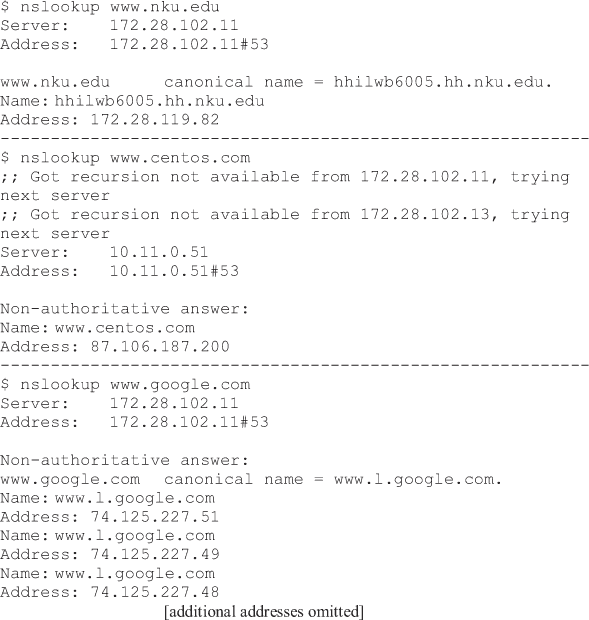 $ nslookup www.nku.edu
Server:    172.28.102.11
Address:   172.28.102.11#53

www.nku.edu     canonical name = hhilwb6005.hh.nku.edu.
Name: hhilwb6005.hh.nku.edu
Address: 172.28.119.82
-----------------------------------------------------------
$ nslookup www.centos.com
;; Got recursion not available from 172.28.102.11, trying
next server
;; Got recursion not available from 172.28.102.13, trying
next server
Server:    10.11.0.51
Address:   10.11.0.51#53

Non-authoritative answer:
Name: www.centos.com
Address: 87.106.187.200
-----------------------------------------------------------
$ nslookup www.google.com
Server:    172.28.102.11
Address:   172.28.102.11#53

Non-authoritative answer:
www.google.com  canonical name = www.l.google.com.
Name: www.l.google.com
Address: 74.125.227.51
Name: www.l.google.com
Address: 74.125.227.49
Name: www.l.google.com
Address: 74.125.227.48
[additional addresses omitted]